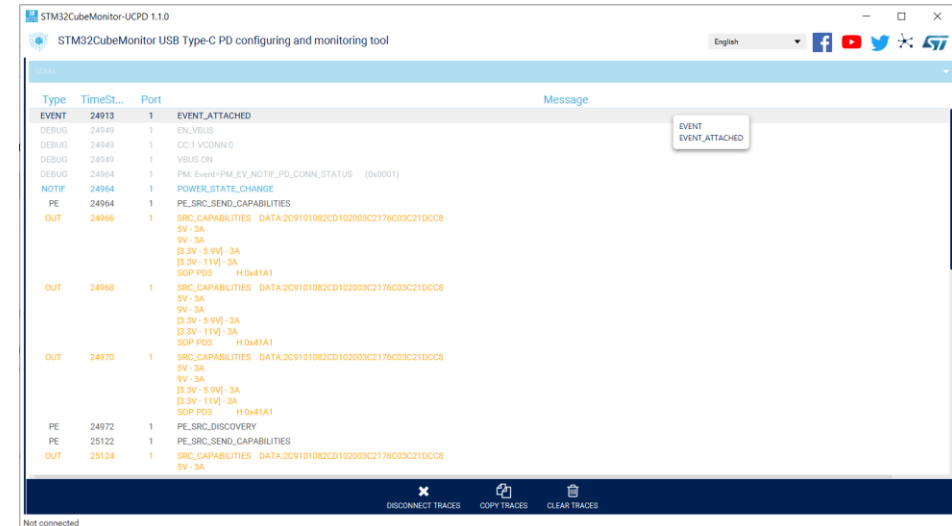 STM32CubeMonitor-UCPD 1.1.0
STM32CubeMonitor USB Type-C PD configuring and monitoring tool
English
Type TimeSt... Port Message
EVENT 24913 1 EVENT_ATTACHED
EVENT
EVENT_ATTACHED
DEBUG 24949 1 EN_VBUS
DEBUG 24949 1 CC:1 VCONN:0
DEBUG 24949 1 VBUS ON
DEBUG 24964 1 PM: Event=PM_EV_NOTIF_PD_CONN_STATUS (0x0001)
NOTIF 24964 1 POWER_STATE_CHANGE
PE 24964 1 PE_SRC_SEND_CAPABILITIES
OUT 24966 1 SRC_CAPABILITIES DATA:2C9101082CD102003C2176C03C21DCC8
5V - 3A
9V - 3A
[3.3V - 5.9V] - 3A
[3.3V - 11V] - 3A
SOP PD3 H:0x41A1
OUT 24968 1 SRC_CAPABILITIES DATA:2C9101082CD102003C2176C03C21DCC8
5V - 3A
9V - 3A
[3.3V - 5.9V] - 3A
[3.3V - 11V] - 3A
SOP PD3 H:0x41A1
OUT 24970 1 SRC_CAPABILITIES DATA:2C9101082CD102003C2176C03C21DCC8
5V - 3A
9V - 3A
[3.3V - 5.9V] - 3A
[3.3V - 11V] - 3A
SOP PD3 H:0x41A1
PE 24972 1 PE_SRC_DISCOVERY
PE 25122 1 PE_SRC_SEND_CAPABILITIES
OUT 25124 1 SRC_CAPABILITIES DATA:2C9101082CD102003C2176C03C21DCC8
5V - 3A
DISCONNECT TRACES COPY TRACES CLEAR TRACES
Not connected